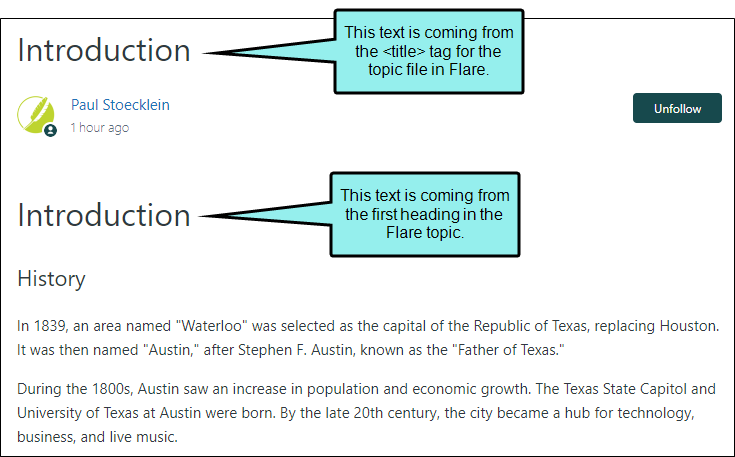 Introduction
This text is coming from
the <title> tag for the
topic file in Flare.
Paul Stoecklein
1 hour ago
Unfollow
Introduction
This text is coming from
the first heading in the
Flare topic.
History
In 1839, an area named "Waterloo" was selected as the capital of the Republic of Texas, replacing Houston.
It was then named "Austin," after Stephen F. Austin, known as the "Father of Texas."
During the 1800s, Austin saw an increase in population and economic growth. The Texas State Capitol and
University of Texas at Austin were born. By the late 20th century, the city became a hub for technology,
business, and live music.